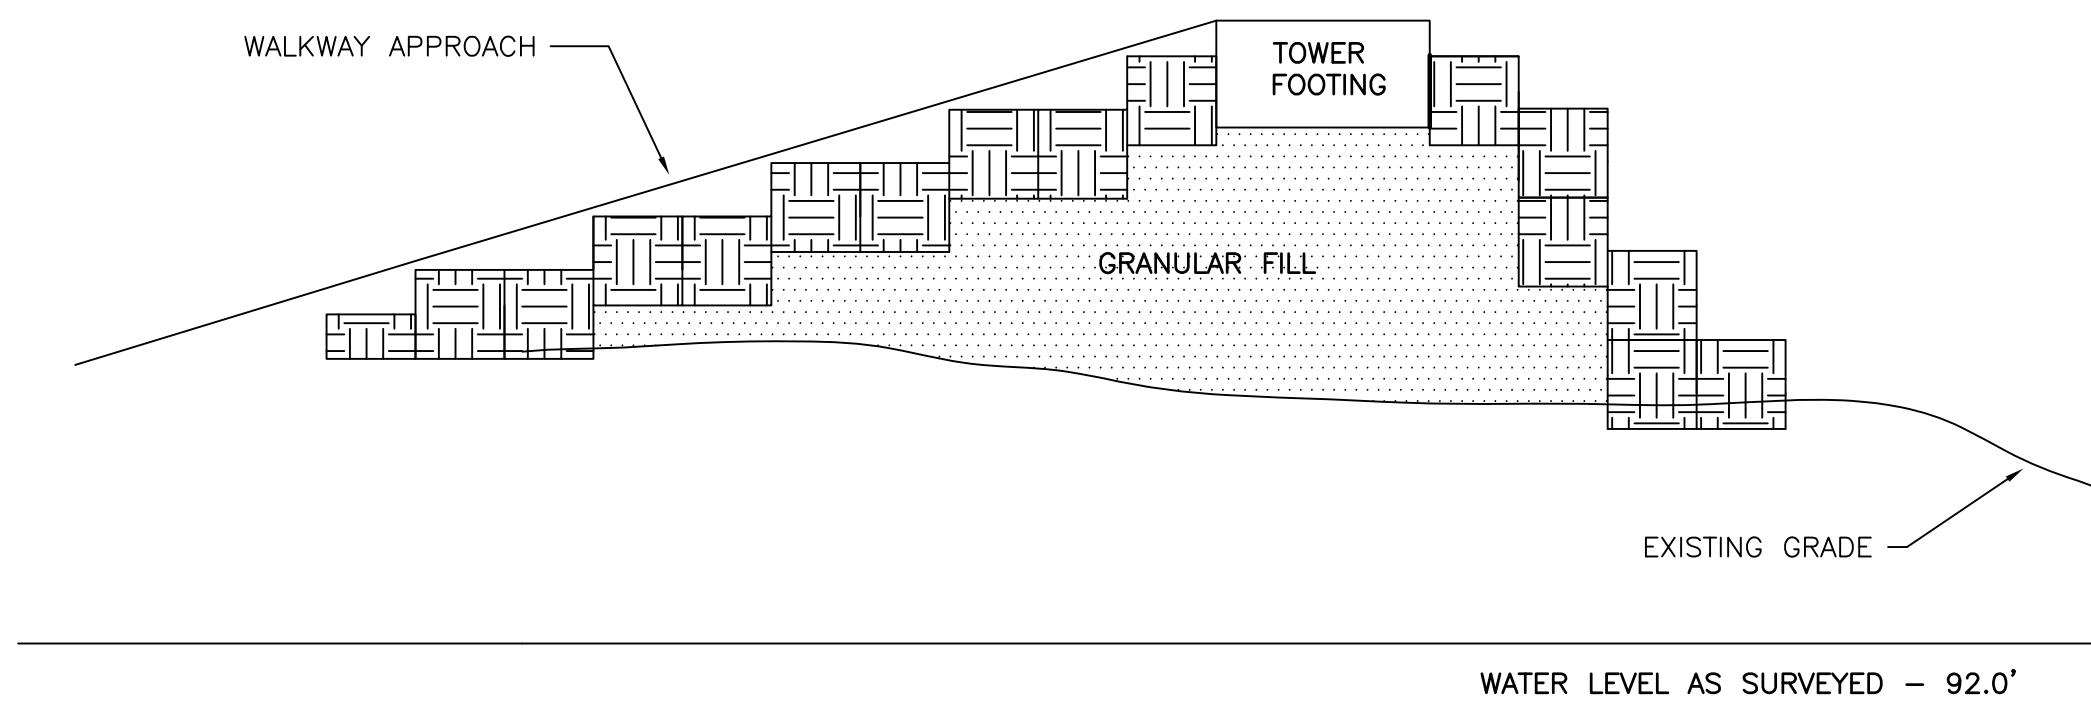 WALKWAY APPROACH
TOWER
FOOTING
GRANULAR FILL
EXISTING GRADE
WATER LEVEL AS SURVEYED - 92.0'